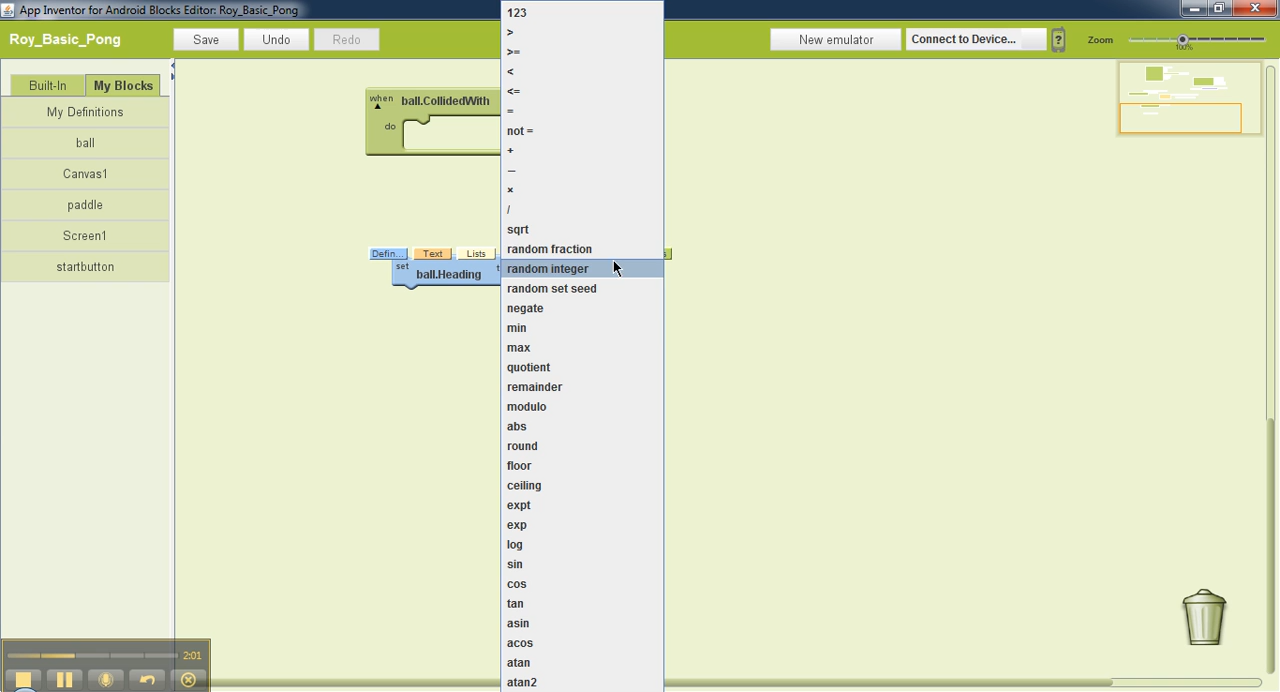 App Inventor for Android Blocks Editor: Roy_Basic_Pong
Roy_Basic_Pong
Save
Undo
Redo
New emulator
Connect to Device...
?
Zoom
100%
Built-In
My Blocks
My Definitions
ball
Canvas1
paddle
Screen1
startbutton
when ball.CollidedWith
do
Defin...
Text
Lists
set ball.Heading t
123
>
>=
<
<=
=
not =
+
–
×
/
sqrt
random fraction
random integer
random set seed
negate
min
max
quotient
remainder
modulo
abs
round
floor
ceiling
expt
exp
log
sin
cos
tan
asin
acos
atan
atan2
2:01